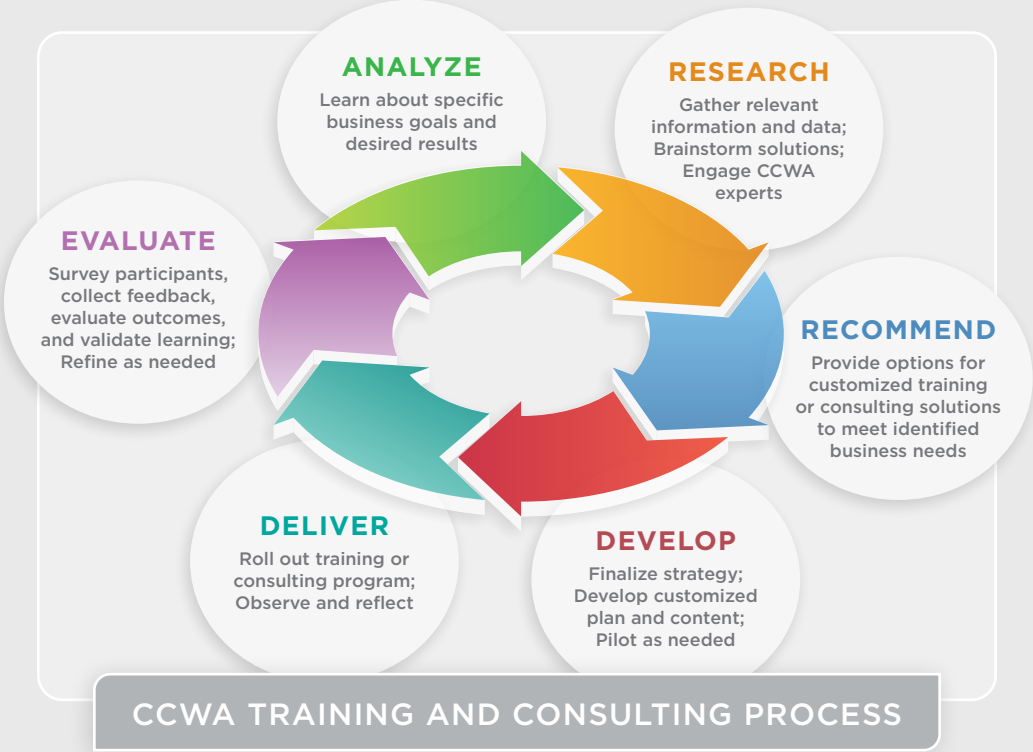 ANALYZE
Learn about specific
business goals and
desired results
RESEARCH
Gather relevant
information and data;
Brainstorm solutions;
Engage CCWA
experts
RECOMMEND
Provide options for
customized training
or consulting solutions
to meet identified
business needs
DEVELOP
Finalize strategy;
Develop customized
plan and content;
Pilot as needed
DELIVER
Roll out training or
consulting program;
Observe and reflect
EVALUATE
Survey participants,
collect feedback,
evaluate outcomes,
and validate learning;
Refine as needed
CCWA TRAINING AND CONSULTING PROCESS